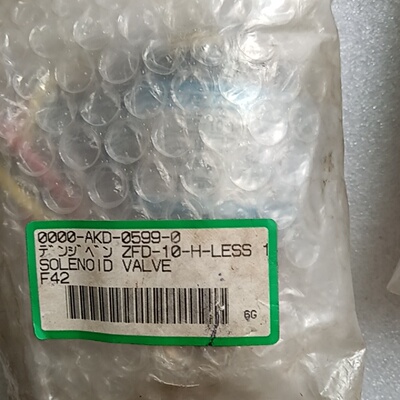 0000-AKD-0599-0
デンジベン ZFD-10-H-LESS 1
SOLENOID VALVE
F42
6G